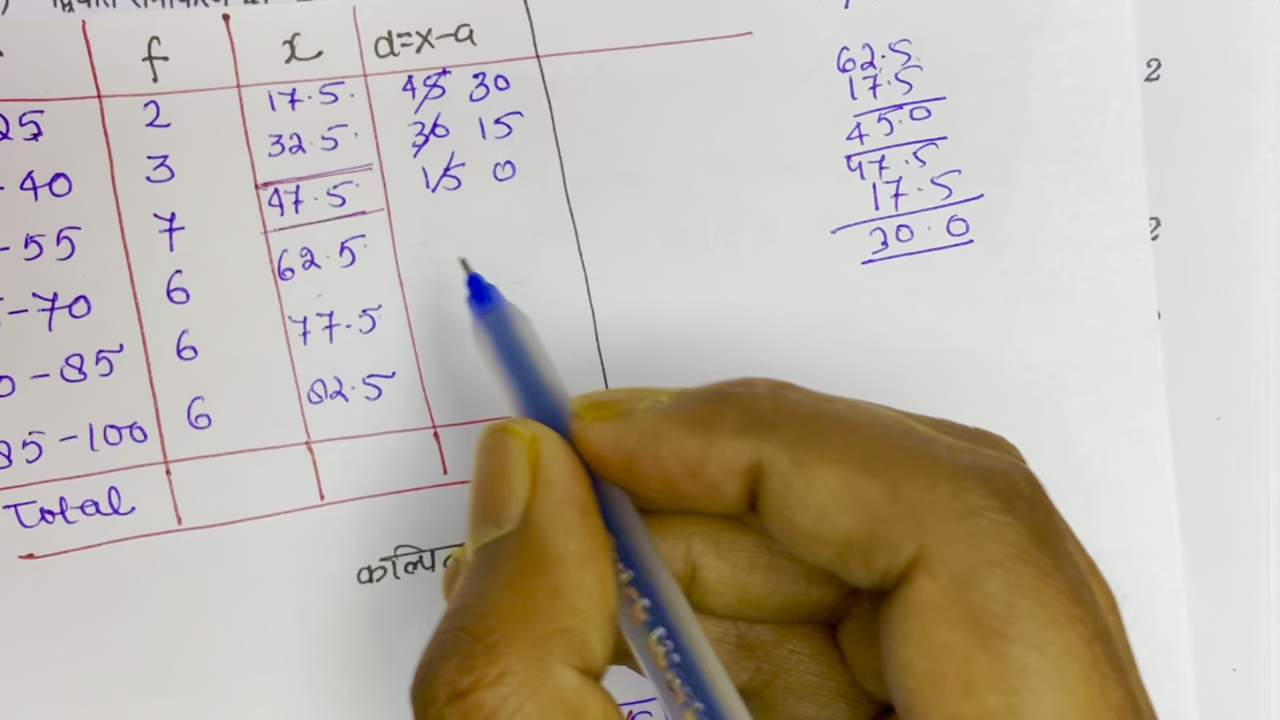 f x d=x-a
25 2 17.5. 45 30
-40 3 32.5. 30 15
-55 7 47.5. 15 0
-70 6 62.5.
-85 6 77.5
85-100 6 82.5
Total
62.5
17.5
45.0
47.5
17.5
30.0
2
2